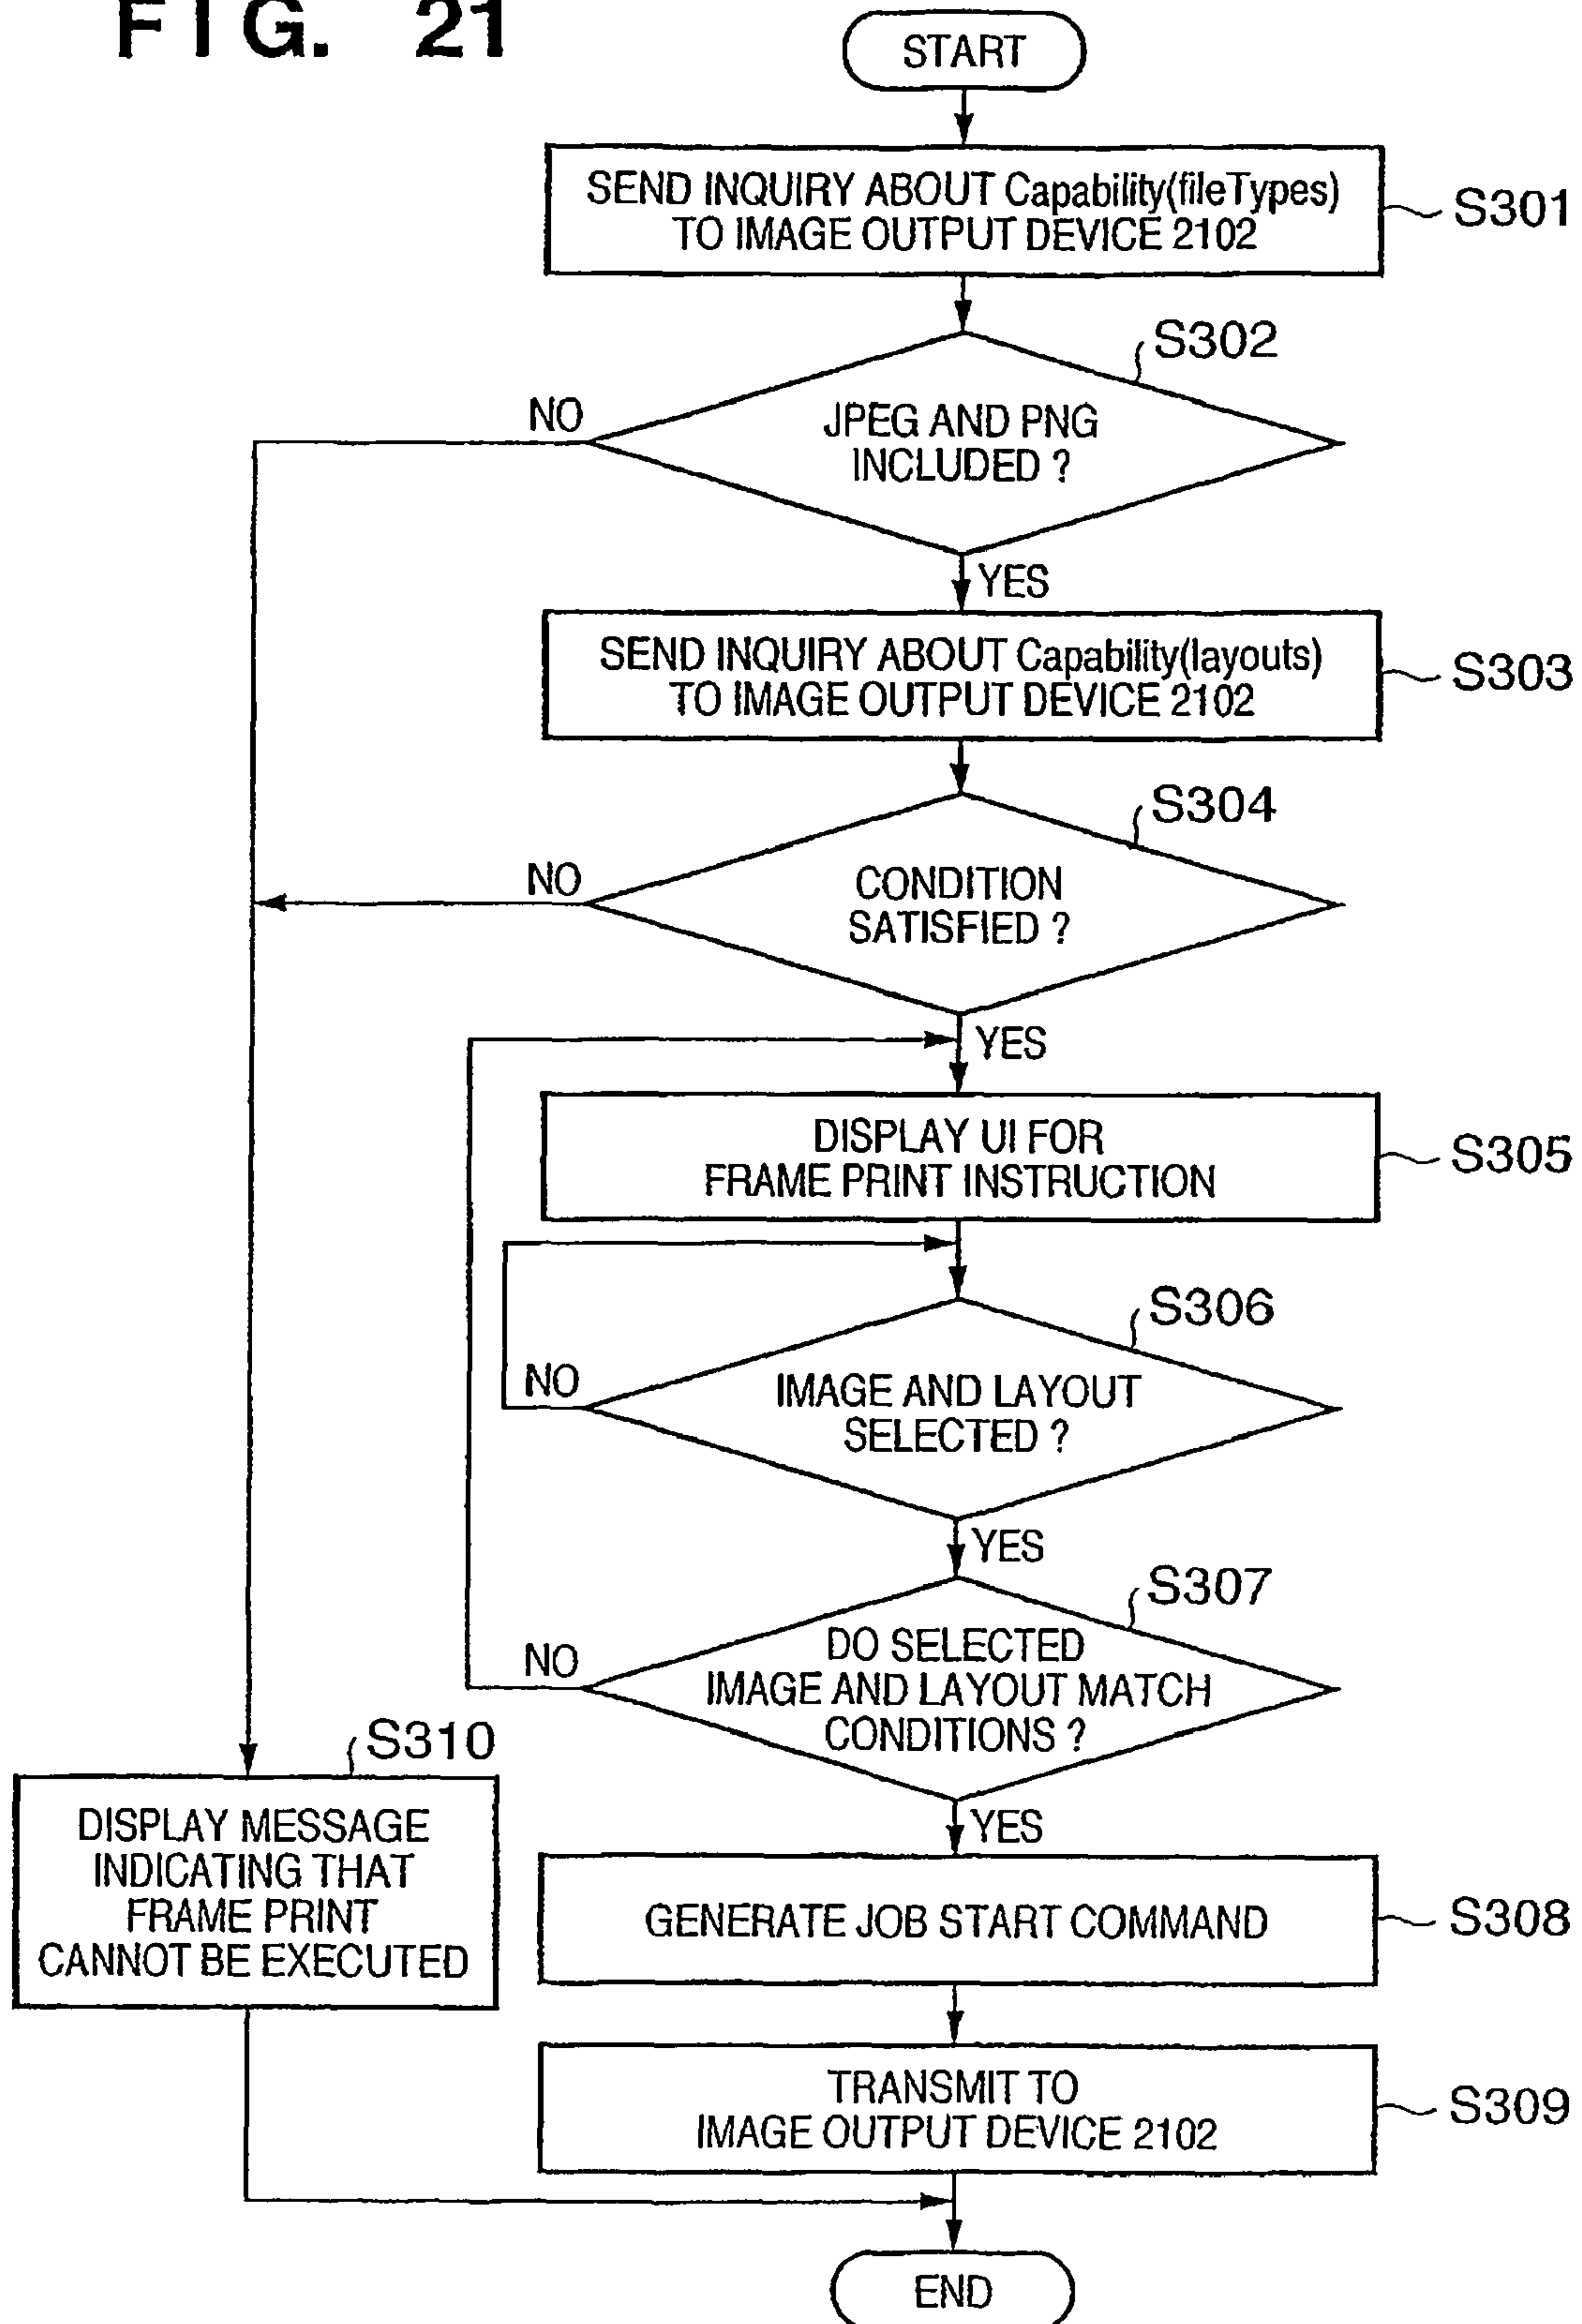 FIG. 21
START
SEND INQUIRY ABOUT Capability(fileTypes)
TO IMAGE OUTPUT DEVICE 2102
S301
S302
NO
JPEG AND PNG
INCLUDED ?
YES
SEND INQUIRY ABOUT Capability(layouts)
TO IMAGE OUTPUT DEVICE 2102
S303
S304
NO
CONDITION
SATISFIED ?
YES
DISPLAY UI FOR
FRAME PRINT INSTRUCTION
S305
S306
NO
IMAGE AND LAYOUT
SELECTED ?
YES
S307
NO
DO SELECTED
IMAGE AND LAYOUT MATCH
CONDITIONS ?
S310
DISPLAY MESSAGE
INDICATING THAT
FRAME PRINT
CANNOT BE EXECUTED
YES
GENERATE JOB START COMMAND
S308
TRANSMIT TO
IMAGE OUTPUT DEVICE 2102
S309
END